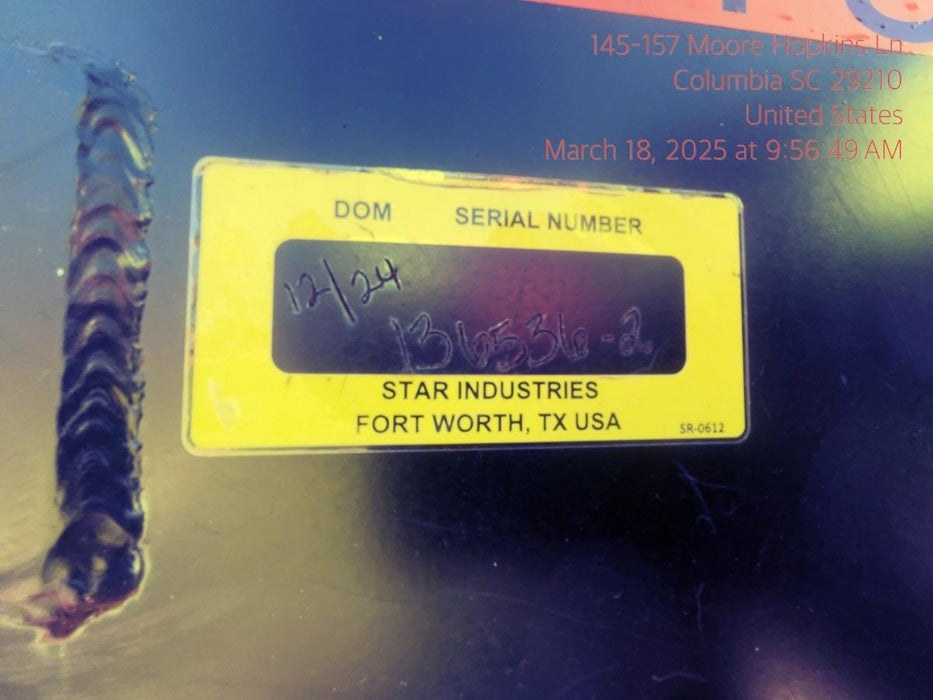 145-157 Moore Hopkins Ln
Columbia SC 29210
United States
March 18, 2025 at 9:56:49 AM
DOM SERIAL NUMBER
12/24
136536-2
STAR INDUSTRIES
FORT WORTH, TX USA
SR-0612